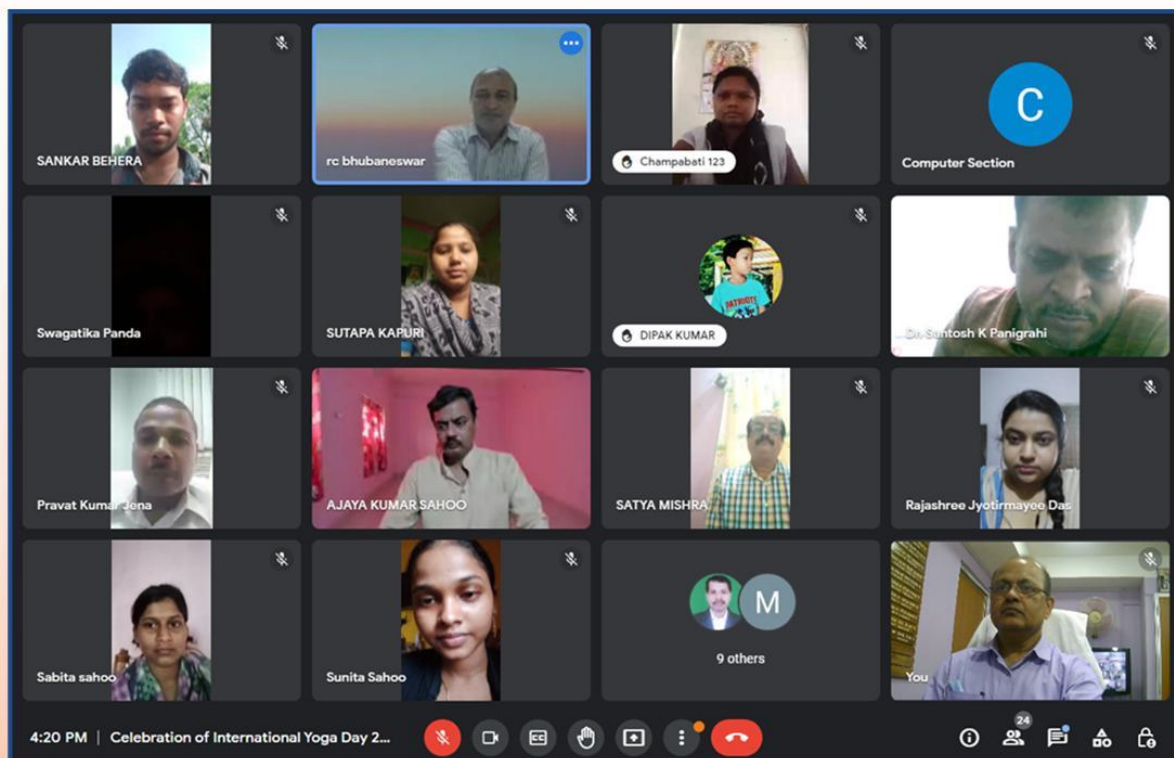 SANKAR BEHERA
rc bhubaneswar
Champabati 123
C
Computer Section
Swagatika Panda
SUTAPA KAPURI
PATRIOTS
DIPAK KUMAR
Santosh K Panigrahi
Pravat Kumar Jena
AJAYA KUMAR SAHOO
SATYA MISHRA
Rajashree Jyotirmayee Das
Sabita sahoo
Sunita Sahoo
M
9 others
You
4:20 PM | Celebration of International Yoga Day 2...
CC
24